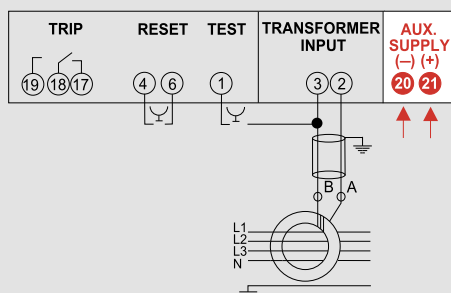 TRIP
RESET
TEST
TRANSFORMER
INPUT
AUX.
SUPPLY
(–) (+)
19 18 17 4 6 1 3 2 20 21
B A
L1
L2
L3
N